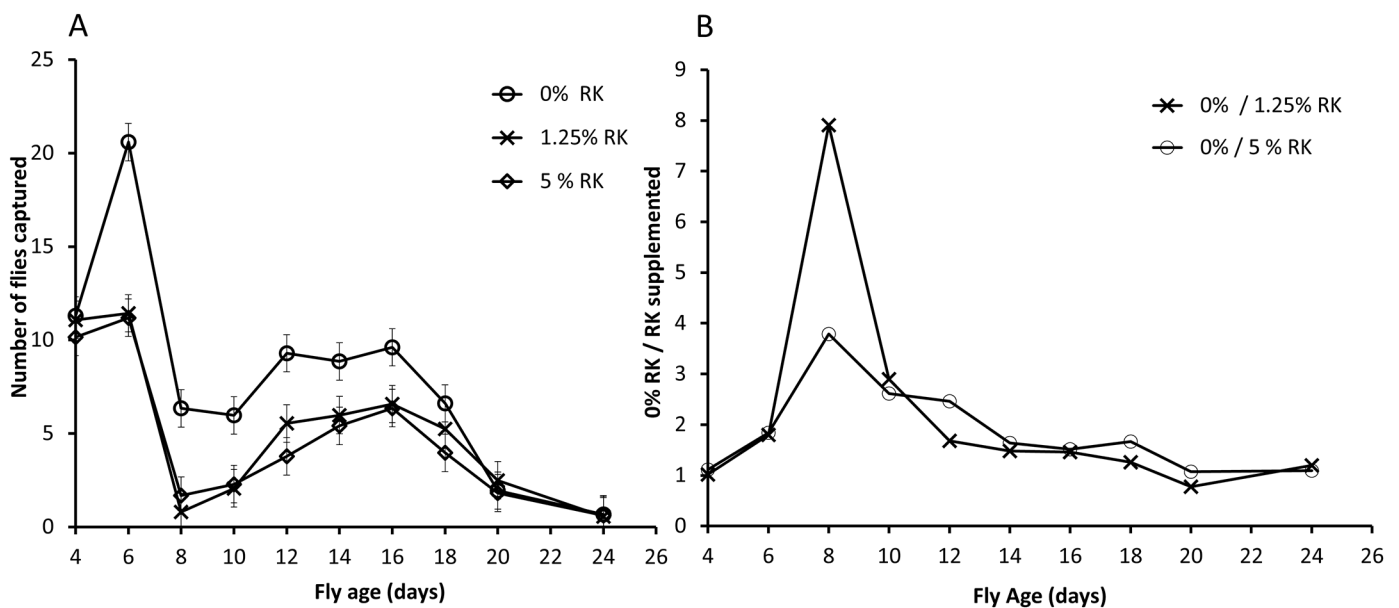 A
Number of flies captured
25
20
15
10
5
0
0% RK
1.25% RK
5 % RK
4 6 8 10 12 14 16 18 20 22 24 26
Fly age (days)
B
0% RK / RK supplemented
9
8
7
6
5
4
3
2
1
0
0% / 1.25% RK
0% / 5 % RK
4 6 8 10 12 14 16 18 20 22 24 26
Fly Age (days)